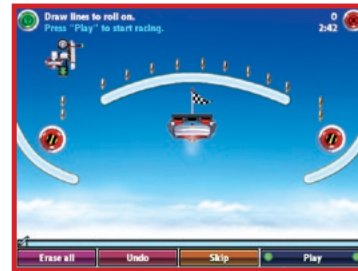 Draw lines to roll on.
Press "Play" to start racing.
0
2:42
Erase all
Undo
Skip
Play